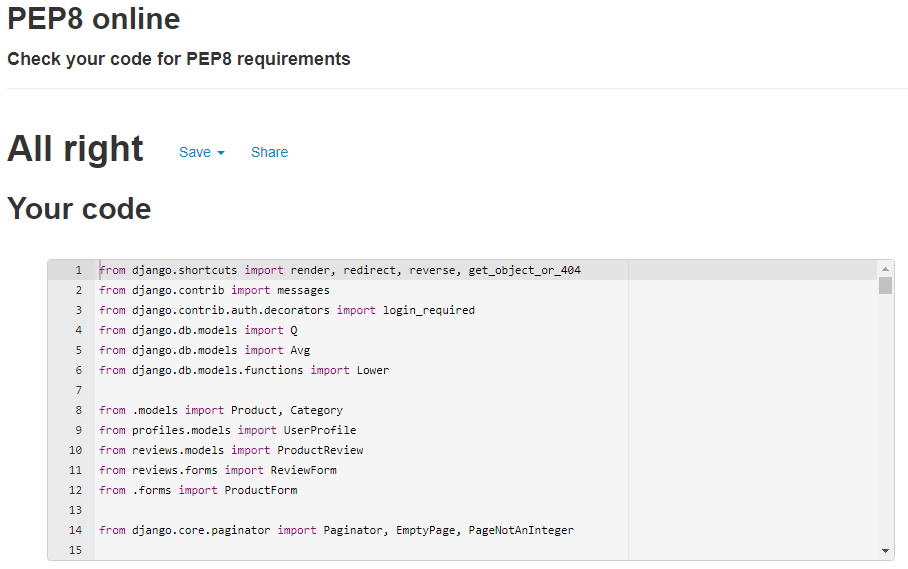 PEP8 online
Check your code for PEP8 requirements
All right Save Share
Your code
1 from django.shortcuts import render, redirect, reverse, get_object_or_404
2 from django.contrib import messages
3 from django.contrib.auth.decorators import login_required
4 from django.db.models import Q
5 from django.db.models import Avg
6 from django.db.models.functions import Lower
7
8 from .models import Product, Category
9 from profiles.models import UserProfile
10 from reviews.models import ProductReview
11 from reviews.forms import ReviewForm
12 from .forms import ProductForm
13
14 from django.core.paginator import Paginator, EmptyPage, PageNotAnInteger
15